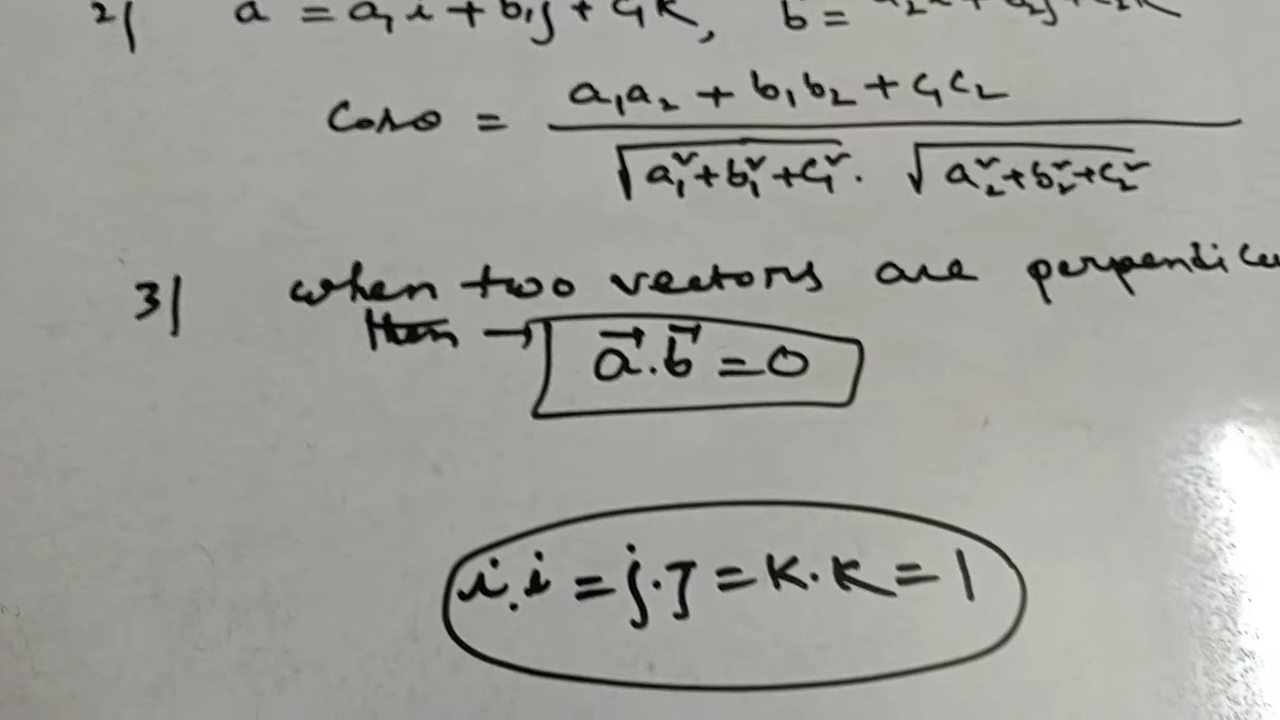 2) a = a₁i + b₁j + c₁k, b =
Cosθ = (a₁a₂ + b₁b₂ + c₁c₂) / (√(a₁²+b₁²+c₁²) . √(a₂²+b₂²+c₂²))
3) when two vectors are
then → a⃗.b⃗ = 0
i.i = j.j = k.k = 1